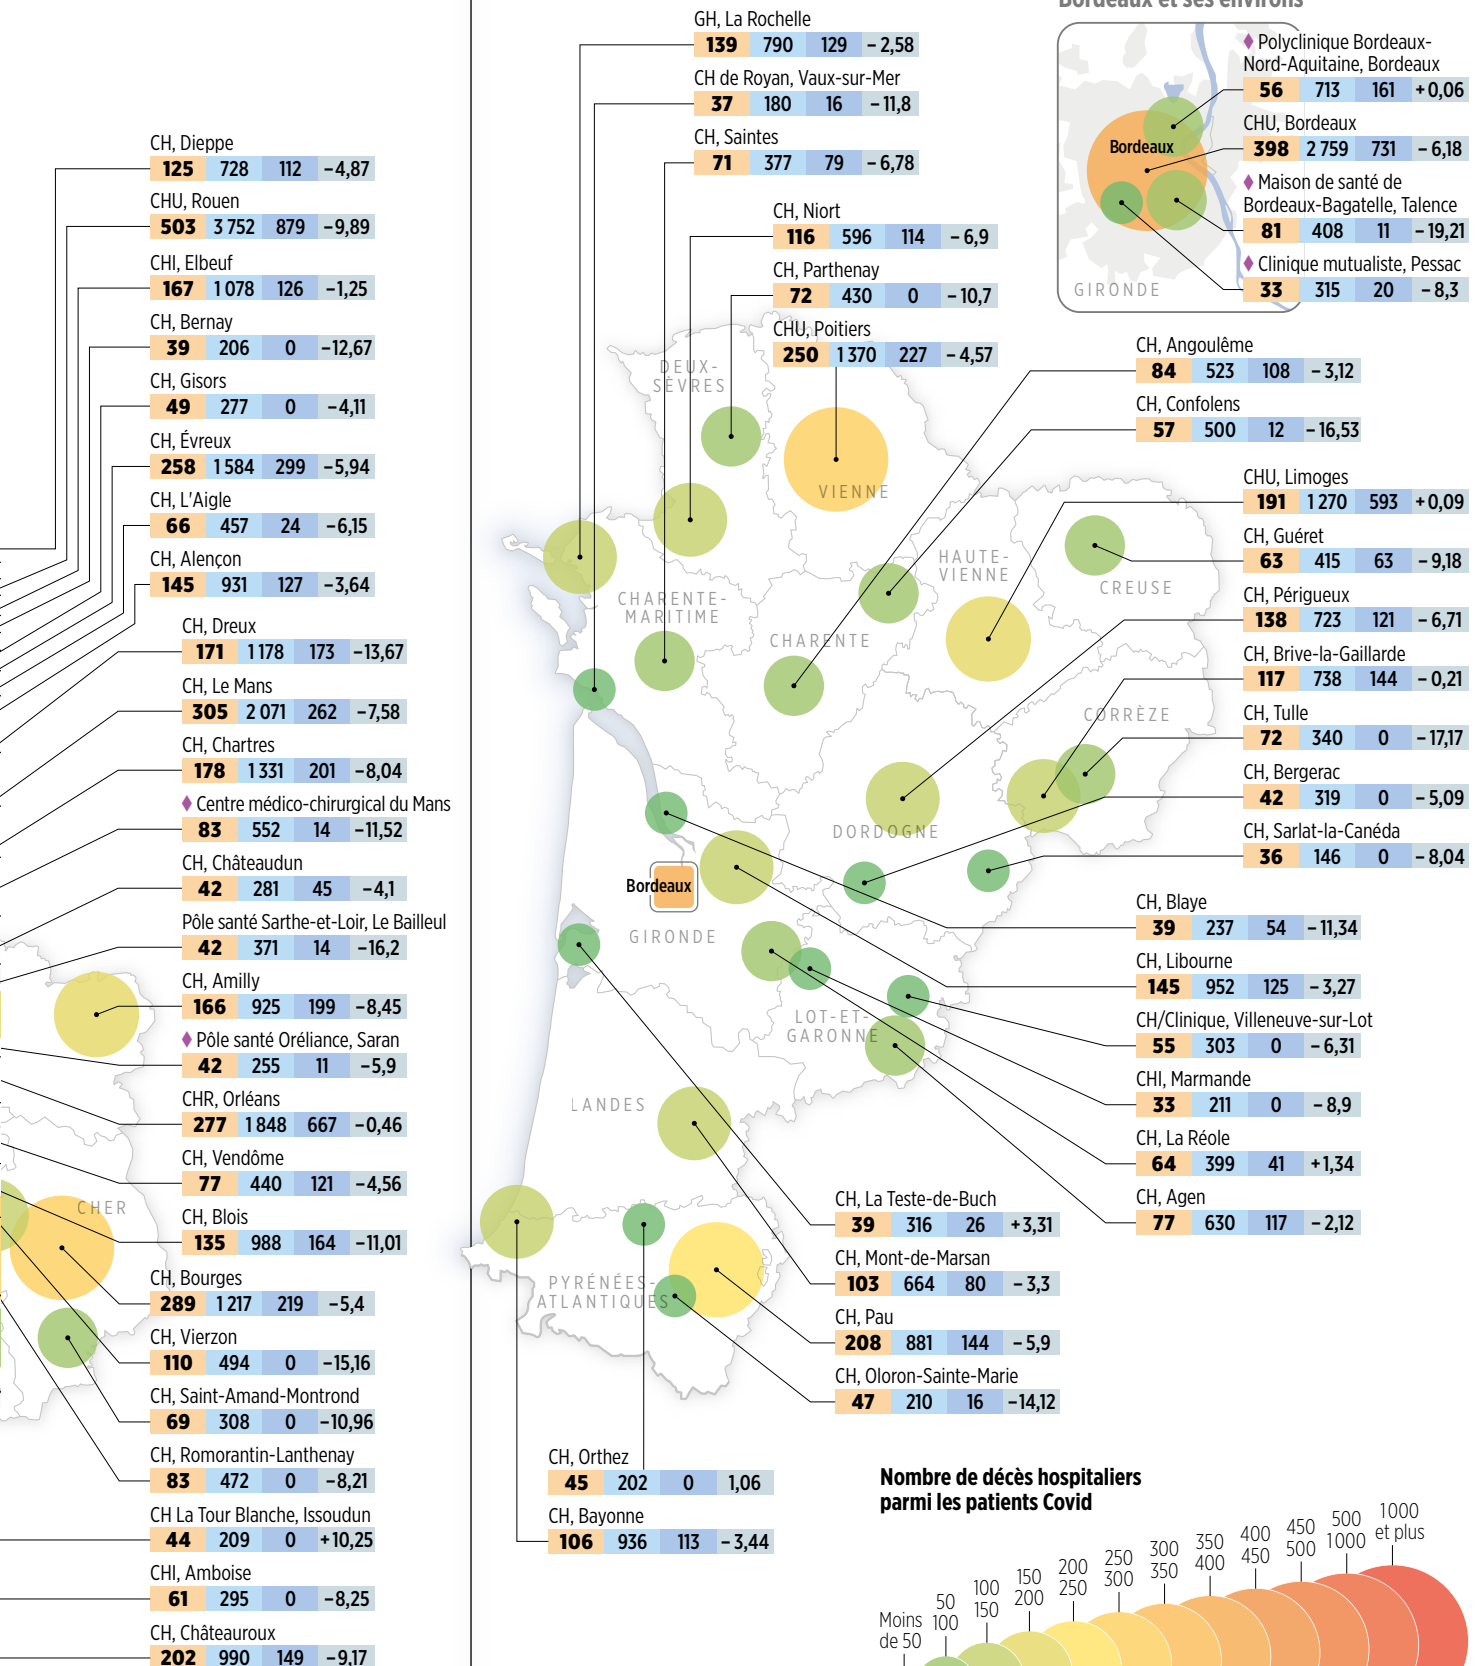 CH, Dieppe
125 728 112 –4,87
CHU, Rouen
503 3 752 879 –9,89
CHI, Elbeuf
167 1 078 126 –1,25
CH, Bernay
39 206 0 –12,67
CH, Gisors
49 277 0 –4,11
CH, Évreux
258 1 584 299 –5,94
CH, L'Aigle
66 457 24 –6,15
CH, Alençon
145 931 127 –3,64
CH, Dreux
171 1 178 173 –13,67
CH, Le Mans
305 2 071 262 –7,58
CH, Chartres
178 1 331 201 –8,04
♦ Centre médico-chirurgical du Mans
83 552 14 –11,52
CH, Châteaudun
42 281 45 –4,1
Pôle santé Sarthe-et-Loir, Le Bailleul
42 371 14 –16,2
CH, Amilly
166 925 199 –8,45
♦ Pôle santé Oréliance, Saran
42 255 11 –5,9
CHR, Orléans
277 1 848 667 –0,46
CH, Vendôme
77 440 121 –4,56
CH, Blois
135 988 164 –11,01
CHER
CH, Bourges
289 1 217 219 –5,4
CH, Vierzon
110 494 0 –15,16
CH, Saint-Amand-Montrond
69 308 0 –10,96
CH, Romorantin-Lanthenay
83 472 0 –8,21
CH La Tour Blanche, Issoudun
44 209 0 +10,25
CHI, Amboise
61 295 0 –8,25
CH, Châteauroux
202 990 149 –9,17
GH, La Rochelle
139 790 129 –2,58
CH de Royan, Vaux-sur-Mer
37 180 16 –11,8
CH, Saintes
71 377 79 –6,78
CH, Niort
116 596 114 –6,9
CH, Parthenay
72 430 0 –10,7
CHU, Poitiers
250 1 370 227 –4,57
Bordeaux et ses environs
♦ Polyclinique Bordeaux-
Nord-Aquitaine, Bordeaux
56 713 161 +0,06
CHU, Bordeaux
398 2 759 731 –6,18
♦ Maison de santé de
Bordeaux-Bagatelle, Talence
81 408 11 –19,21
♦ Clinique mutualiste, Pessac
33 315 20 –8,3
Bordeaux
GIRONDE
CH, Angoulême
84 523 108 –3,12
CH, Confolens
57 500 12 –16,53
CHU, Limoges
191 1 270 593 +0,09
CH, Guéret
63 415 63 –9,18
CH, Périgueux
138 723 121 –6,71
CH, Brive-la-Gaillarde
117 738 144 –0,21
CH, Tulle
72 340 0 –17,17
CH, Bergerac
42 319 0 –5,09
CH, Sarlat-la-Canéda
36 146 0 –8,04
CH, Blaye
39 237 54 –11,34
CH, Libourne
145 952 125 –3,27
CH/Clinique, Villeneuve-sur-Lot
55 303 0 –6,31
CHI, Marmande
33 211 0 –8,9
CH, La Réole
64 399 41 +1,34
CH, Agen
77 630 117 –2,12
DEUX-
SÈVRES
VIENNE
HAUTE-
VIENNE
CREUSE
CHARENTE-
MARITIME
CHARENTE
CORRÈZE
DORDOGNE
Bordeaux
GIRONDE
LOT-ET-
GARONNE
LANDES
PYRÉNÉES-
ATLANTIQUES
CH, La Teste-de-Buch
39 316 26 +3,31
CH, Mont-de-Marsan
103 664 80 –3,3
CH, Pau
208 881 144 –5,9
CH, Oloron-Sainte-Marie
47 210 16 –14,12
CH, Orthez
45 202 0 1,06
CH, Bayonne
106 936 113 –3,44
Nombre de décès hospitaliers
parmi les patients Covid
Moins
de 50
50
100
100
150
150
200
200
250
250
300
300
350
350
400
400
450
450
500
500
1000
1000
et plus